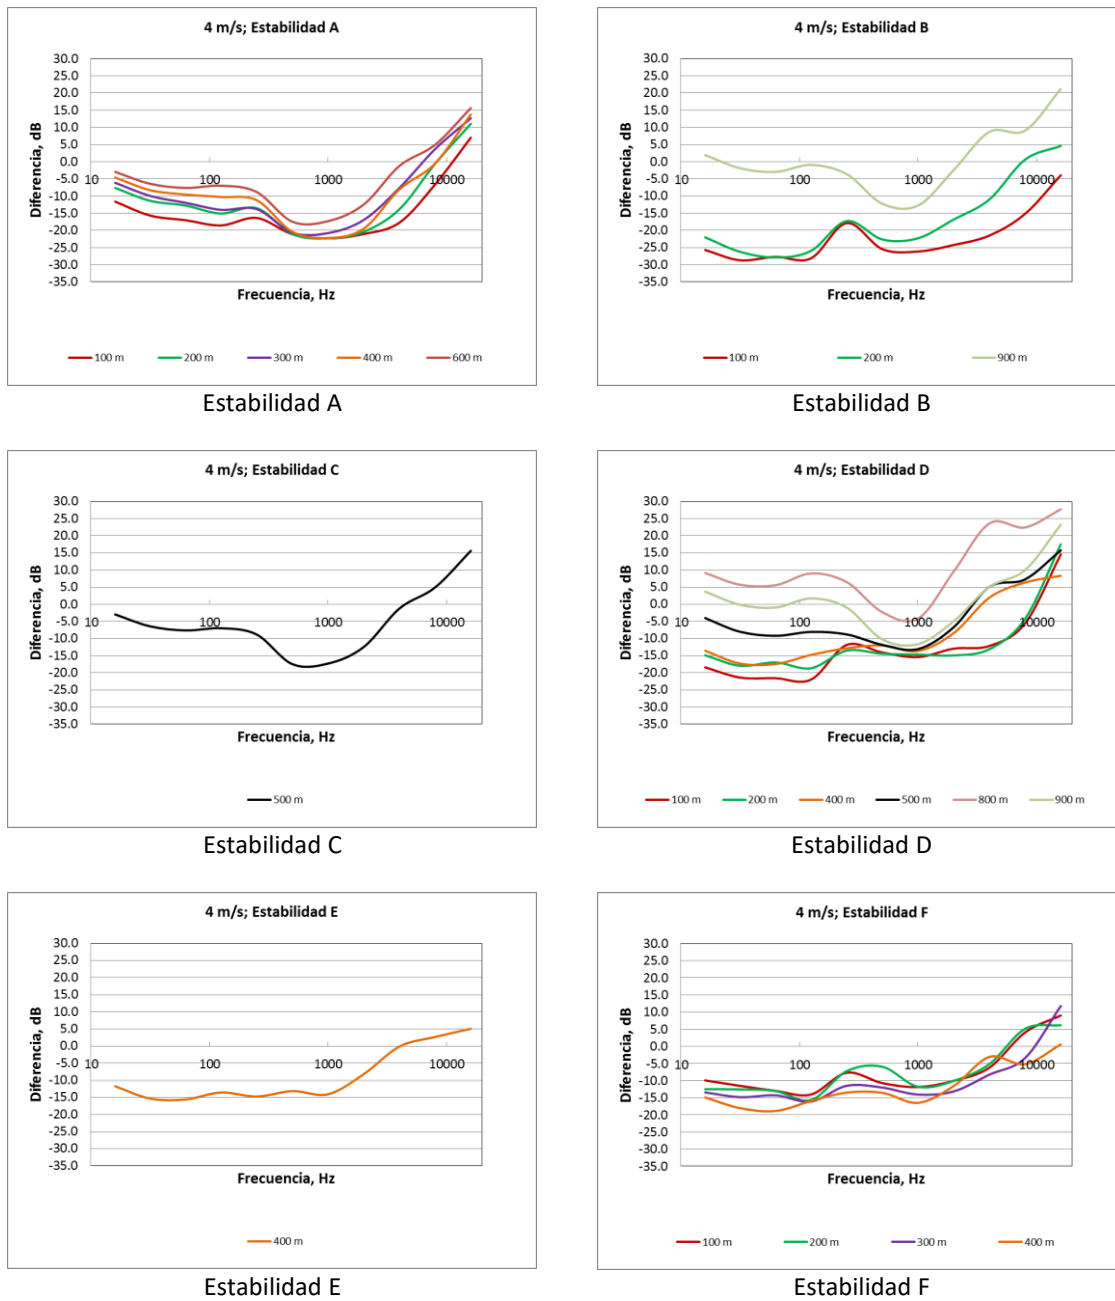 4 m/s; Estabilidad A
30.0
25.0
20.0
15.0
10.0
5.0
0.0
-5.0
-10.0
-15.0
-20.0
-25.0
-30.0
-35.0
10 100 1000 10000
Diferencia, dB
Frecuencia, Hz
100 m 200 m 300 m 400 m 600 m
Estabilidad A
4 m/s; Estabilidad B
30.0
25.0
20.0
15.0
10.0
5.0
0.0
-5.0
-10.0
-15.0
-20.0
-25.0
-30.0
-35.0
10 100 1000 10000
Diferencia, dB
Frecuencia, Hz
100 m 200 m 900 m
Estabilidad B
4 m/s; Estabilidad C
30.0
25.0
20.0
15.0
10.0
5.0
0.0
-5.0
-10.0
-15.0
-20.0
-25.0
-30.0
-35.0
10 100 1000 10000
Diferencia, dB
Frecuencia, Hz
500 m
Estabilidad C
4 m/s; Estabilidad D
30.0
25.0
20.0
15.0
10.0
5.0
0.0
-5.0
-10.0
-15.0
-20.0
-25.0
-30.0
-35.0
10 100 1000 10000
Diferencia, dB
Frecuencia, Hz
100 m 200 m 400 m 500 m 800 m 900 m
Estabilidad D
4 m/s; Estabilidad E
30.0
25.0
20.0
15.0
10.0
5.0
0.0
-5.0
-10.0
-15.0
-20.0
-25.0
-30.0
-35.0
10 100 1000 10000
Diferencia, dB
Frecuencia, Hz
400 m
Estabilidad E
4 m/s; Estabilidad F
30.0
25.0
20.0
15.0
10.0
5.0
0.0
-5.0
-10.0
-15.0
-20.0
-25.0
-30.0
-35.0
10 100 1000 10000
Diferencia, dB
Frecuencia, Hz
100 m 200 m 300 m 400 m
Estabilidad F